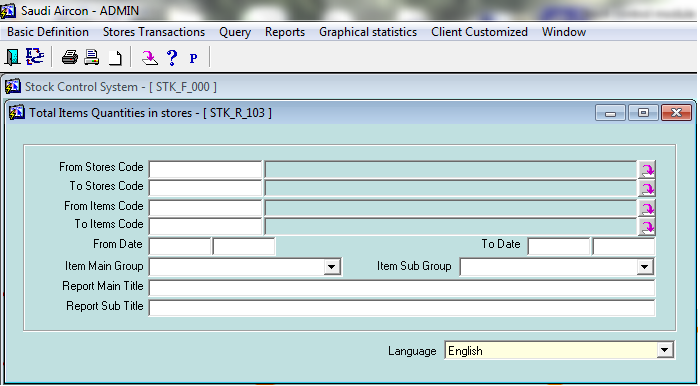 Saudi Aircon - ADMIN
Basic Definition Stores Transactions Query Reports Graphical statistics Client Customized Window
? P
Stock Control System - [ STK_F_000 ]
Total Items Quantities in stores - [ STK_R_103 ]
From Stores Code
To Stores Code
From Items Code
To Items Code
From Date To Date
Item Main Group Item Sub Group
Report Main Title
Report Sub Title
Language English